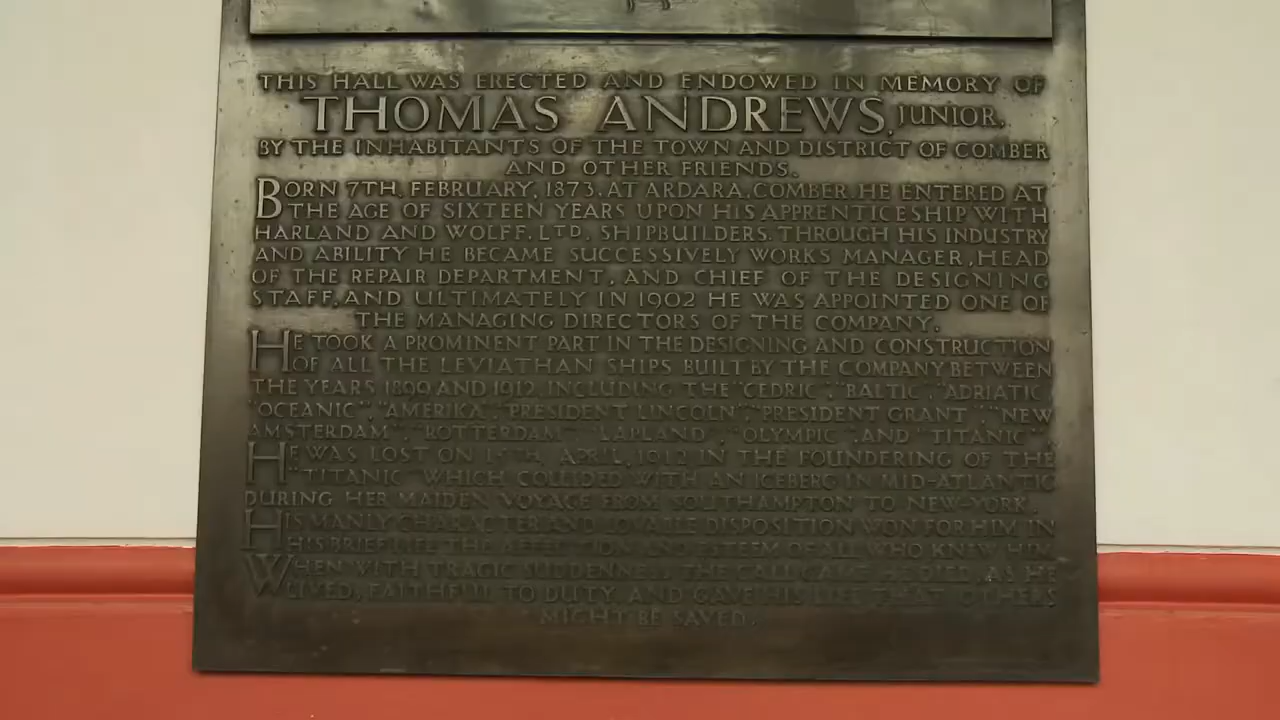 THIS HALL WAS ERECTED AND ENDOWED IN MEMORY OF
THOMAS ANDREWS, JUNIOR,
BY THE INHABITANTS OF THE TOWN AND DISTRICT OF COMBER
AND OTHER FRIENDS.
BORN 7TH, FEBRUARY, 1873, AT ARDARA, COMBER, HE ENTERED AT
THE AGE OF SIXTEEN YEARS UPON HIS APPRENTICESHIP WITH
HARLAND AND WOLFF, LTD, SHIPBUILDERS. THROUGH HIS INDUSTRY
AND ABILITY HE BECAME SUCCESSIVELY WORKS MANAGER, HEAD
OF THE REPAIR DEPARTMENT, AND CHIEF OF THE DESIGNING
STAFF, AND ULTIMATELY IN 1902 HE WAS APPOINTED ONE OF
THE MANAGING DIRECTORS OF THE COMPANY.
HE TOOK A PROMINENT PART IN THE DESIGNING AND CONSTRUCTION
OF ALL THE LEVIATHAN SHIPS BUILT BY THE COMPANY BETWEEN
THE YEARS 1899 AND 1912, INCLUDING THE "CEDRIC", "BALTIC", "ADRIATIC",
"OCEANIC", "AMERIKA", "PRESIDENT LINCOLN", "PRESIDENT GRANT", "NEW
AMSTERDAM", "ROTTERDAM", "LAPLAND", "OLYMPIC", AND "TITANIC".
HE WAS LOST ON APRIL, 1912 IN THE FOUNDERING OF THE
"TITANIC" WHICH COLLIDED WITH AN ICEBERG IN MID-ATLANTIC
DURING HER MAIDEN VOYAGE FROM SOUTHAMPTON TO NEW-YORK.
HIS MANLY CHARACTER AND LOVABLE DISPOSITION WON FOR HIM IN
HIS BRIEF LIFE THE AFFECTION AND ESTEEM OF ALL WHO KNEW HIM.
WHEN WITH TRAGIC SUDDENNESS THE CALL CAME HE DIED, AS HE
LIVED, FAITHFUL TO DUTY, AND GAVE HIS LIFE THAT OTHERS
MIGHT BE SAVED.